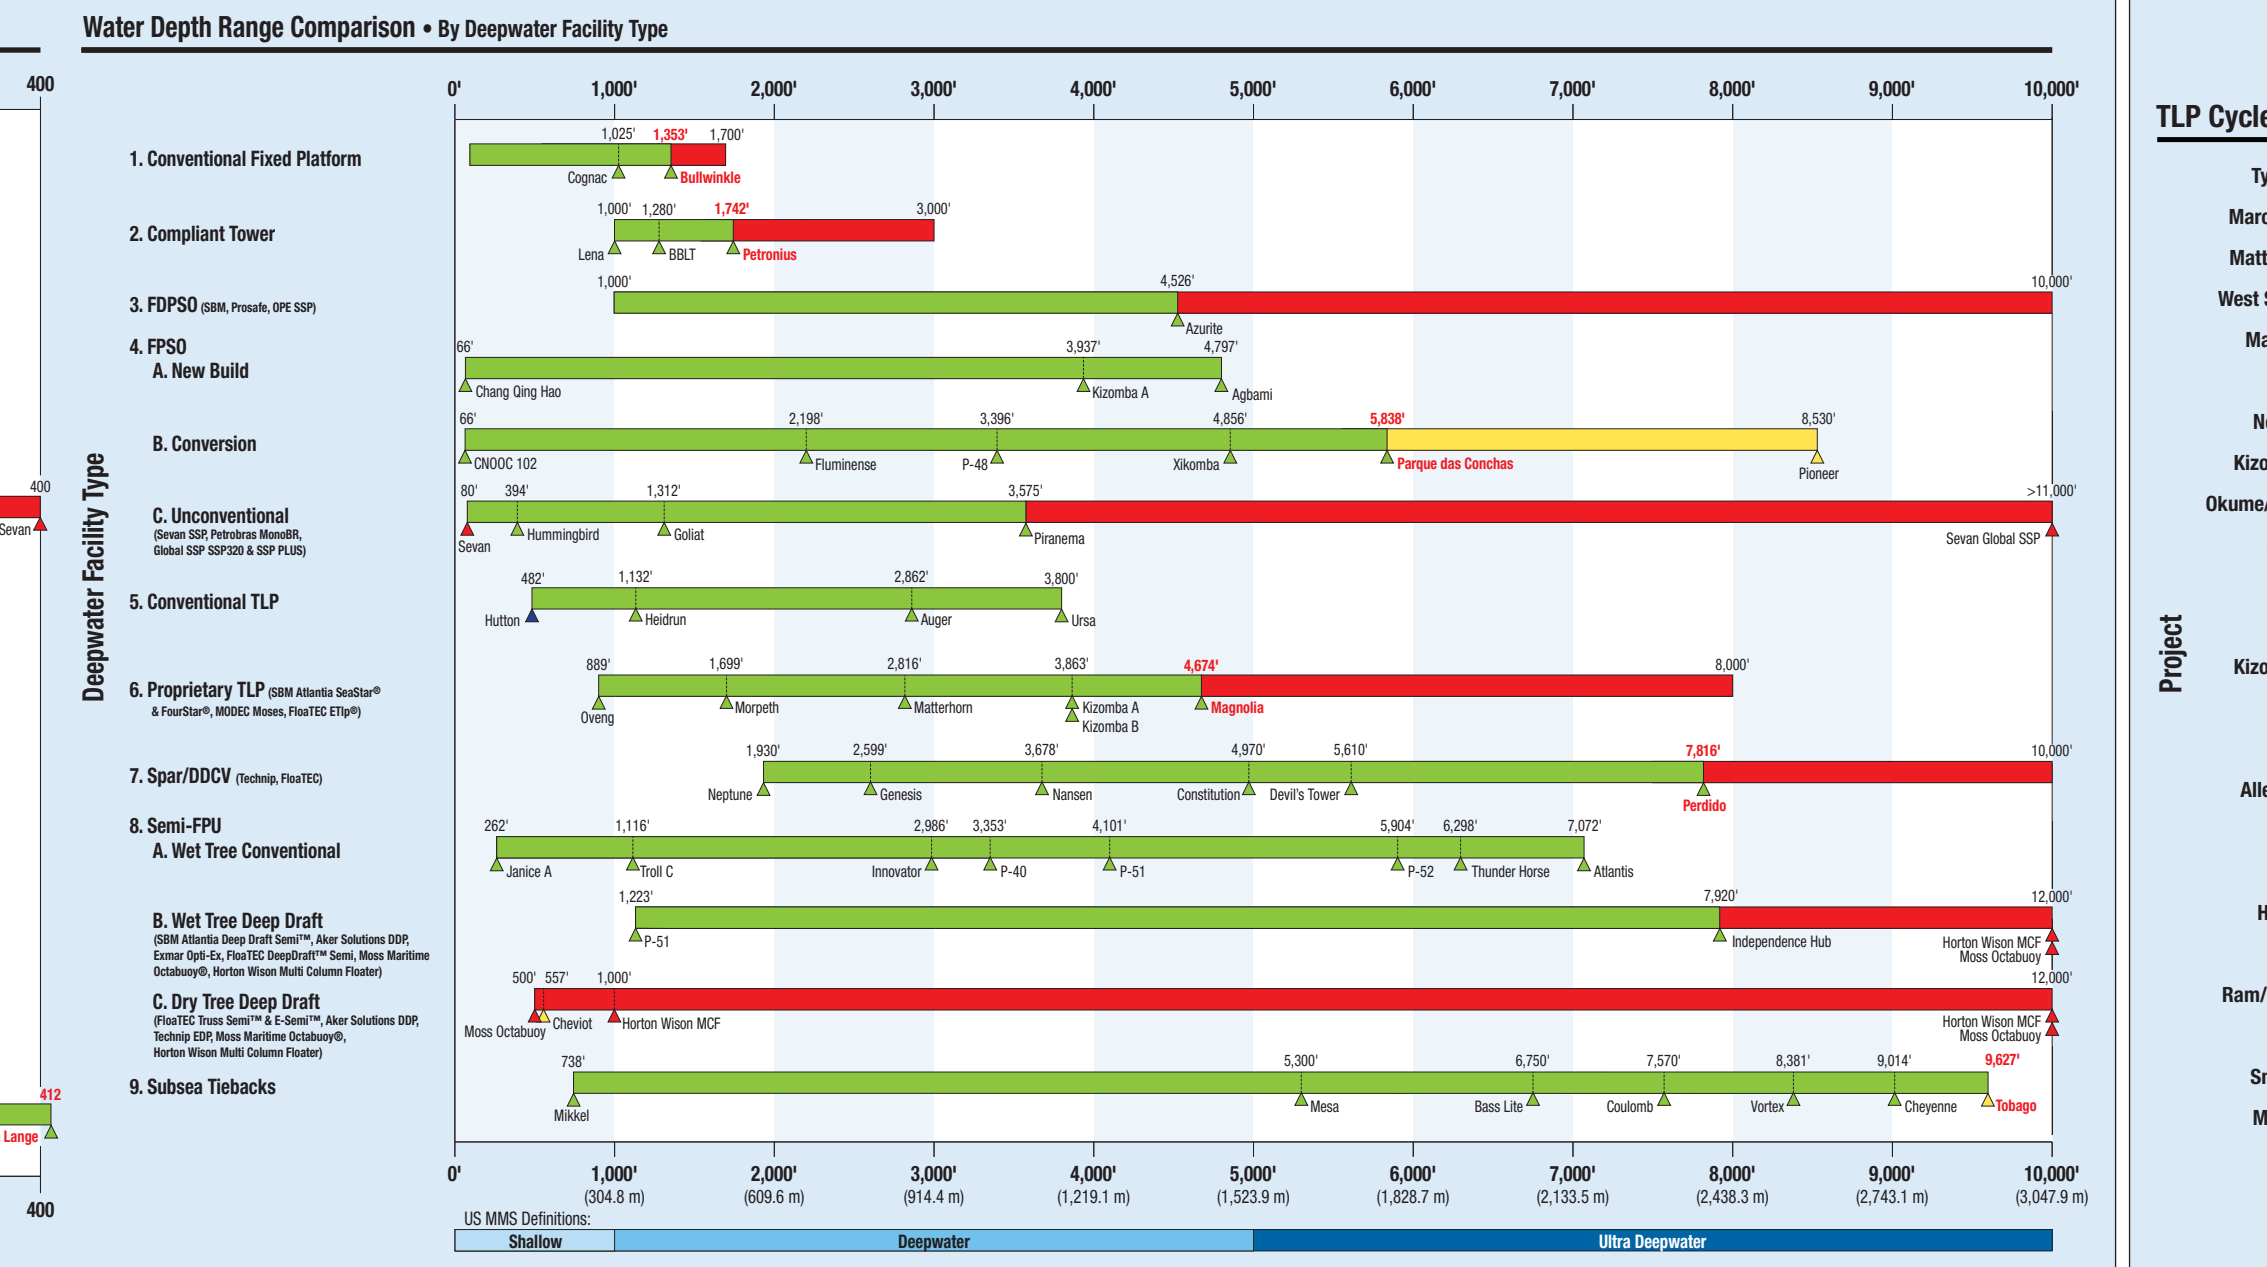 Water Depth Range Comparison • By Deepwater Facility Type
400
0' 1,000' 2,000' 3,000' 4,000' 5,000' 6,000' 7,000' 8,000' 9,000' 10,000'
Deepwater Facility Type
1. Conventional Fixed Platform
1,025' 1,353' 1,700'
Cognac Bullwinkle
2. Compliant Tower
1,000' 1,280' 1,742' 3,000'
Lena BBLT Petronius
3. FDPSO (SBM, Prosafe, OPE SSP)
1,000' 4,526' 10,000'
Azurite
4. FPSO
A. New Build
66' 3,937' 4,797'
Chang Qing Hao Kizomba A Agbami
B. Conversion
66' 2,198' 3,396' 4,856' 5,838' 8,530'
CNOOC 102 Fluminense P-48 Xikomba Parque das Conchas Pioneer
C. Unconventional
(Sevan SSP, Petrobras MonoBR,
Global SSP SSP320 & SSP PLUS)
80' 394' 1,312' 3,575' >11,000'
Sevan Hummingbird Goliat Piranema Sevan Global SSP
5. Conventional TLP
482' 1,132' 2,862' 3,800'
Hutton Heidrun Auger Ursa
6. Proprietary TLP (SBM Atlantia SeaStar®
& FourStar®, MODEC Moses, FloaTEC ETlp®)
889' 1,699' 2,816' 3,863' 4,674' 8,000'
Oveng Morpeth Matterhorn Kizomba A Magnolia
Kizomba B
7. Spar/DDCV (Technip, FloaTEC)
1,930' 2,599' 3,678' 4,970' 5,610' 7,816' 10,000'
Neptune Genesis Nansen Constitution Devil's Tower Perdido
8. Semi-FPU
A. Wet Tree Conventional
262' 1,116' 2,986' 3,353' 4,101' 5,904' 6,298' 7,072'
Janice A Troll C Innovator P-40 P-51 P-52 Thunder Horse Atlantis
B. Wet Tree Deep Draft
(SBM Atlantia Deep Draft Semi™, Aker Solutions DDP,
Exmar Opti-Ex, FloaTEC DeepDraft™ Semi, Moss Maritime
Octabuoy®, Horton Wison Multi Column Floater)
1,223' 7,920' 12,000'
P-51 Independence Hub Horton Wison MCF
Moss Octabuoy
C. Dry Tree Deep Draft
(FloaTEC Truss Semi™ & E-Semi™, Aker Solutions DDP,
Technip EDP, Moss Maritime Octabuoy®,
Horton Wison Multi Column Floater)
500' 557' 1,000' 12,000'
Moss Octabuoy Cheviot Horton Wison MCF Horton Wison MCF
Moss Octabuoy
9. Subsea Tiebacks
738' 5,300' 6,750' 7,570' 8,381' 9,014' 9,627'
Mikkel Mesa Bass Lite Coulomb Vortex Cheyenne Tobago
0' 1,000' 2,000' 3,000' 4,000' 5,000' 6,000' 7,000' 8,000' 9,000' 10,000'
(304.8 m) (609.6 m) (914.4 m) (1,219.1 m) (1,523.9 m) (1,828.7 m) (2,133.5 m) (2,438.3 m) (2,743.1 m) (3,047.9 m)
US MMS Definitions:
Shallow Deepwater Ultra Deepwater
400
Sevan
412
Lange
400
TLP Cycle
Project
Ty
Marc
Matt
West S
Ma
Ne
Kizo
Okume/
Kizo
Alle
H
Ram/
Sn
M